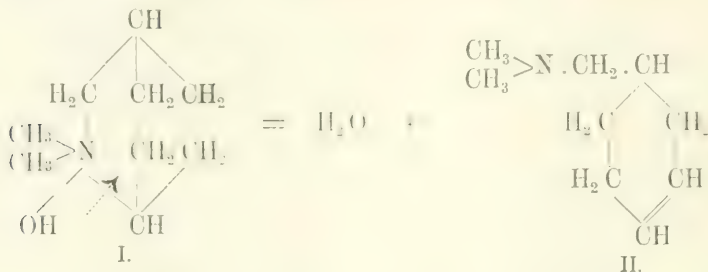 CH
CH₃
CH₃ >N . CH₂ . CH
H₂C CH₂ CH₂
= H₂O
H₂C CH
CH₃
CH₃ >N CH₂ CH₂
H₂C CH
OH CH
CH
I.
II.